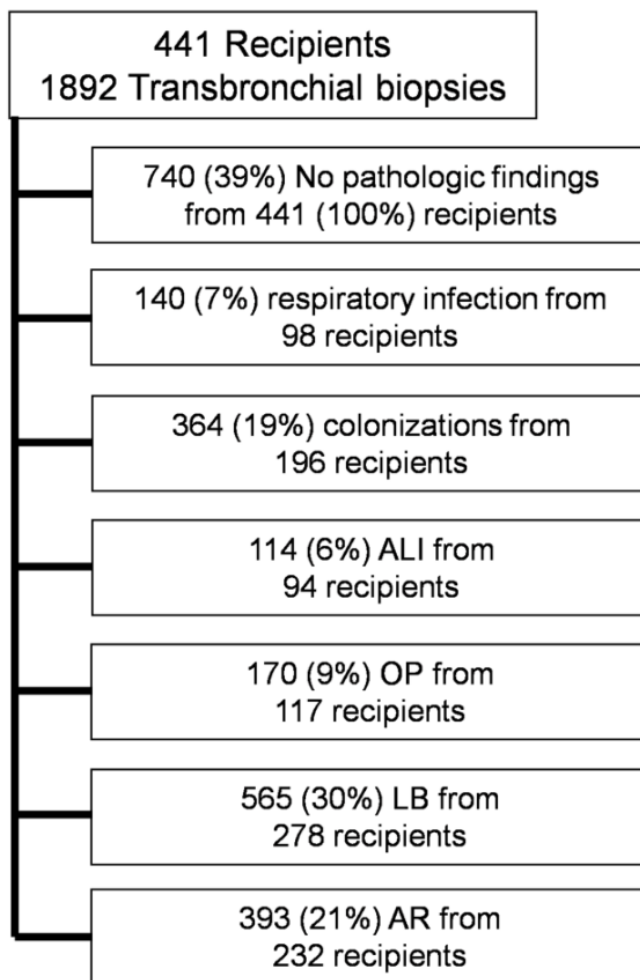 441 Recipients
1892 Transbronchial biopsies
740 (39%) No pathologic findings
from 441 (100%) recipients
140 (7%) respiratory infection from
98 recipients
364 (19%) colonizations from
196 recipients
114 (6%) ALI from
94 recipients
170 (9%) OP from
117 recipients
565 (30%) LB from
278 recipients
393 (21%) AR from
232 recipients